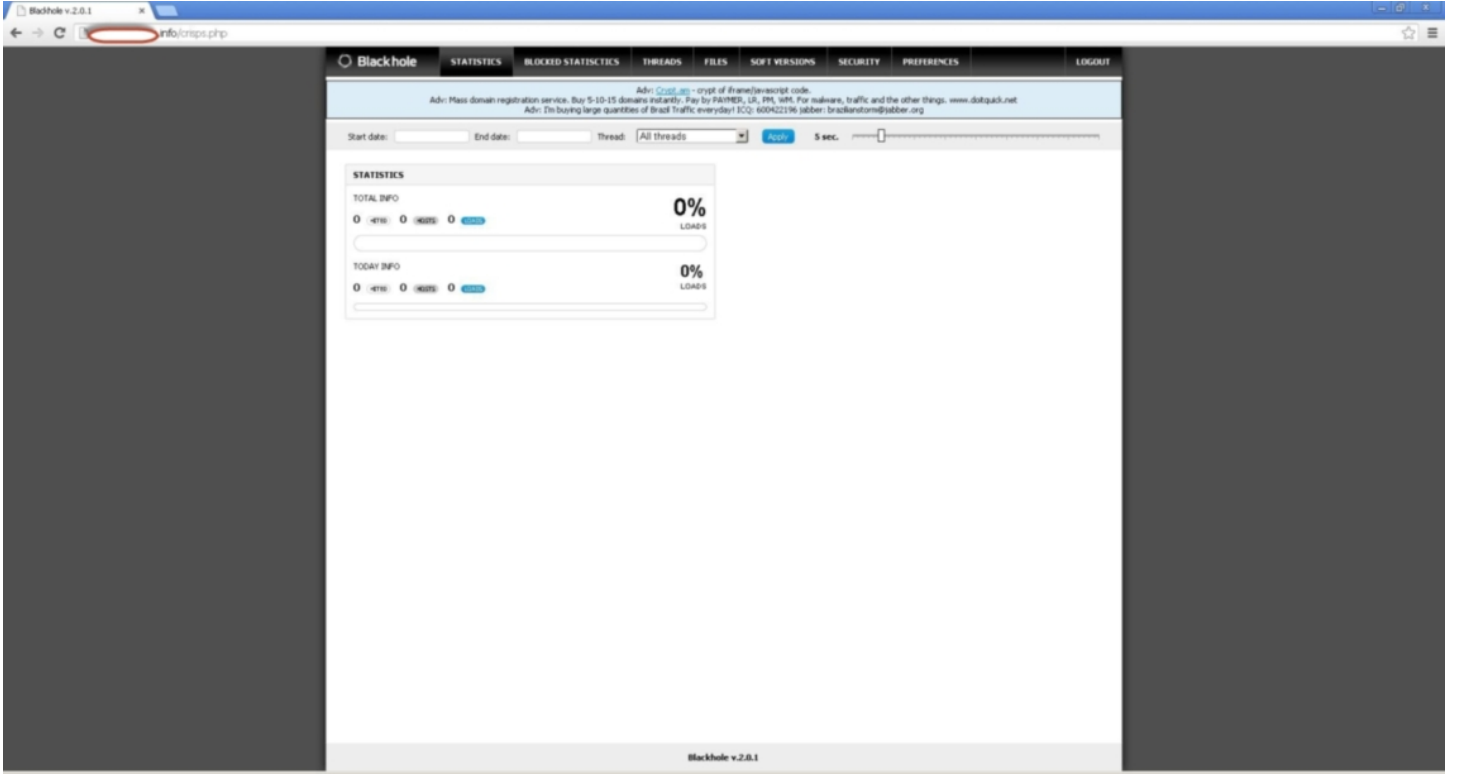 Blackhole v.2.0.1
.info/crisps.php
Blackhole STATISTICS BLOCKED STATISCTICS THREADS FILES SOFT VERSIONS SECURITY PREFERENCES LOGOUT
Adv: Crypt.am - crypt of iframe/javascript code.
Adv: Mass domain registration service. Buy 5-10-15 domains instantly. Pay by PAYMER, LR, PM, WM. For malware, traffic and the other things. www.dotquick.net
Adv: I'm buying large quantities of Brazil Traffic everyday! ICQ: 600422196 jabber: brazilianstorm@jabber.org
Start date: End date: Thread: All threads Apply 5 sec.
STATISTICS
TOTAL INFO
0%
0 HITS 0 HOSTS 0 LOADS
LOADS
TODAY INFO
0%
0 HITS 0 HOSTS 0 LOADS
LOADS
Blackhole v.2.0.1